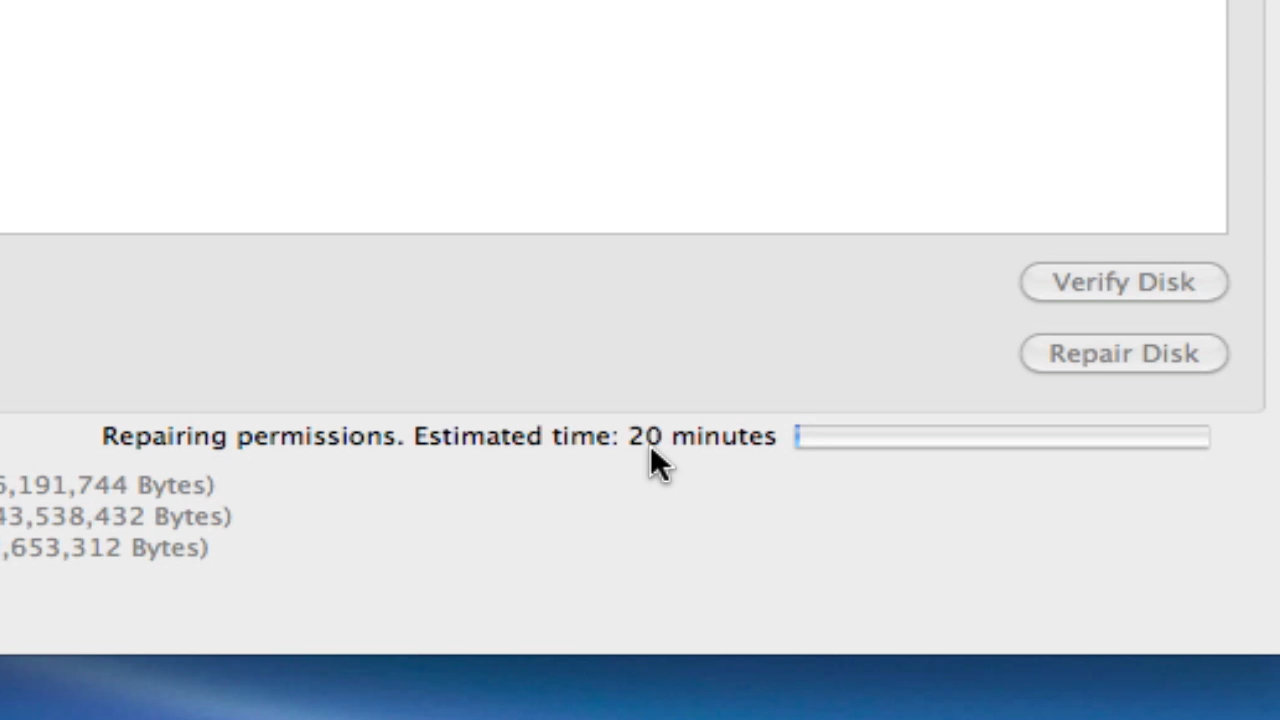 Verify Disk
Repair Disk
Repairing permissions. Estimated time: 20 minutes
6,191,744 Bytes)
43,538,432 Bytes)
,653,312 Bytes)